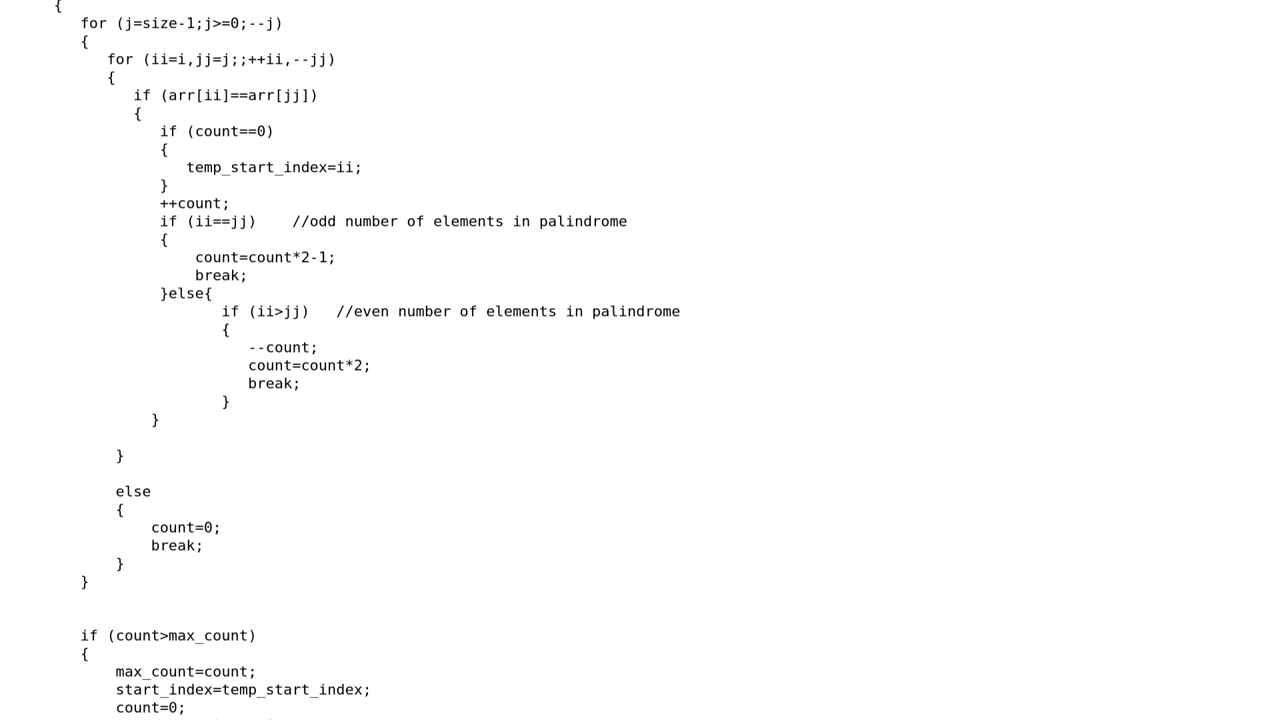 {
for (j=size-1;j>=0;--j)
{
for (ii=i,jj=j;;++ii,--jj)
{
if (arr[ii]==arr[jj])
{
if (count==0)
{
temp_start_index=ii;
}
++count;
if (ii==jj)    //odd number of elements in palindrome
{
count=count*2-1;
break;
}else{
if (ii>jj)   //even number of elements in palindrome
{
--count;
count=count*2;
break;
}
}
}
else
{
count=0;
break;
}
}
if (count>max_count)
{
max_count=count;
start_index=temp_start_index;
count=0;